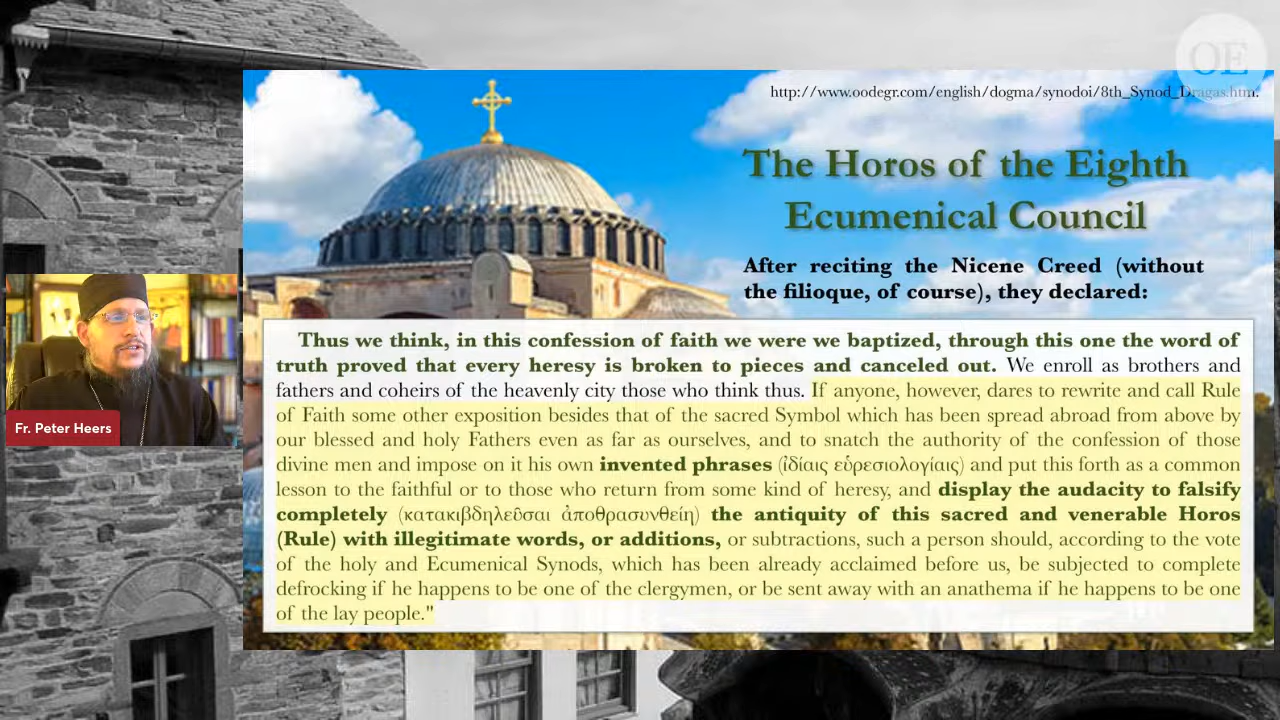 OE
http://www.oodegr.com/english/dogma/synodoi/8th_Synod_Dragas.htm.
The Horos of the Eighth
Ecumenical Council
After reciting the Nicene Creed (without
the filioque, of course), they declared:
Thus we think, in this confession of faith we were we baptized, through this one the word of
truth proved that every heresy is broken to pieces and canceled out. We enroll as brothers and
fathers and coheirs of the heavenly city those who think thus. If anyone, however, dares to rewrite and call Rule
of Faith some other exposition besides that of the sacred Symbol which has been spread abroad from above by
our blessed and holy Fathers even as far as ourselves, and to snatch the authority of the confession of those
divine men and impose on it his own invented phrases (ἰδίαις εὑρεσιολογίαις) and put this forth as a common
lesson to the faithful or to those who return from some kind of heresy, and display the audacity to falsify
completely (κατακιβδηλεῦσαι ἀποθρασυνθείη) the antiquity of this sacred and venerable Horos
(Rule) with illegitimate words, or additions, or subtractions, such a person should, according to the vote
of the holy and Ecumenical Synods, which has been already acclaimed before us, be subjected to complete
defrocking if he happens to be one of the clergymen, or be sent away with an anathema if he happens to be one
of the lay people."
Fr. Peter Heers